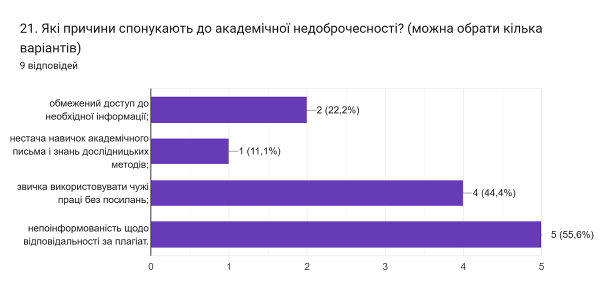 21. Які причини спонукають до академічної недоброчесності? (можна обрати кілька
варіантів)
9 відповідей
обмежений доступ до
необхідної інформації;
2 (22,2%)
нестача навичок академічного
письма і знань дослідницьких
методів;
1 (11,1%)
звичка використовувати чужі
праці без посилань;
4 (44,4%)
непоінформованість щодо
відповідальності за плагіат.
5 (55,6%)
0 1 2 3 4 5